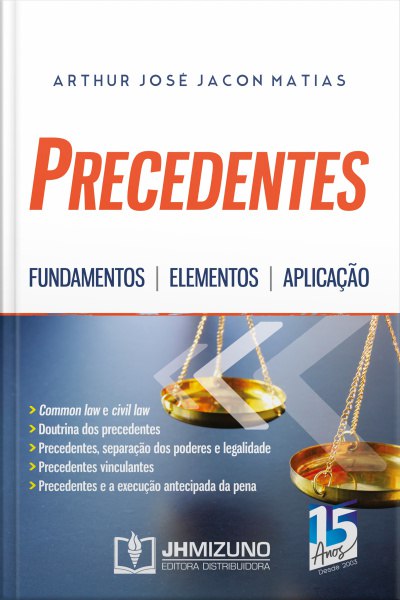 ARTHUR JOSÉ JACON MATIAS
PRECEDENTES
FUNDAMENTOS | ELEMENTOS | APLICAÇÃO
> Common law e civil law
> Doutrina dos precedentes
> Precedentes, separação dos poderes e legalidade
> Precedentes vinculantes
> Precedentes e a execução antecipada da pena
15
Anos
Desde 2003
JHMIZUNO
EDITORA DISTRIBUIDORA